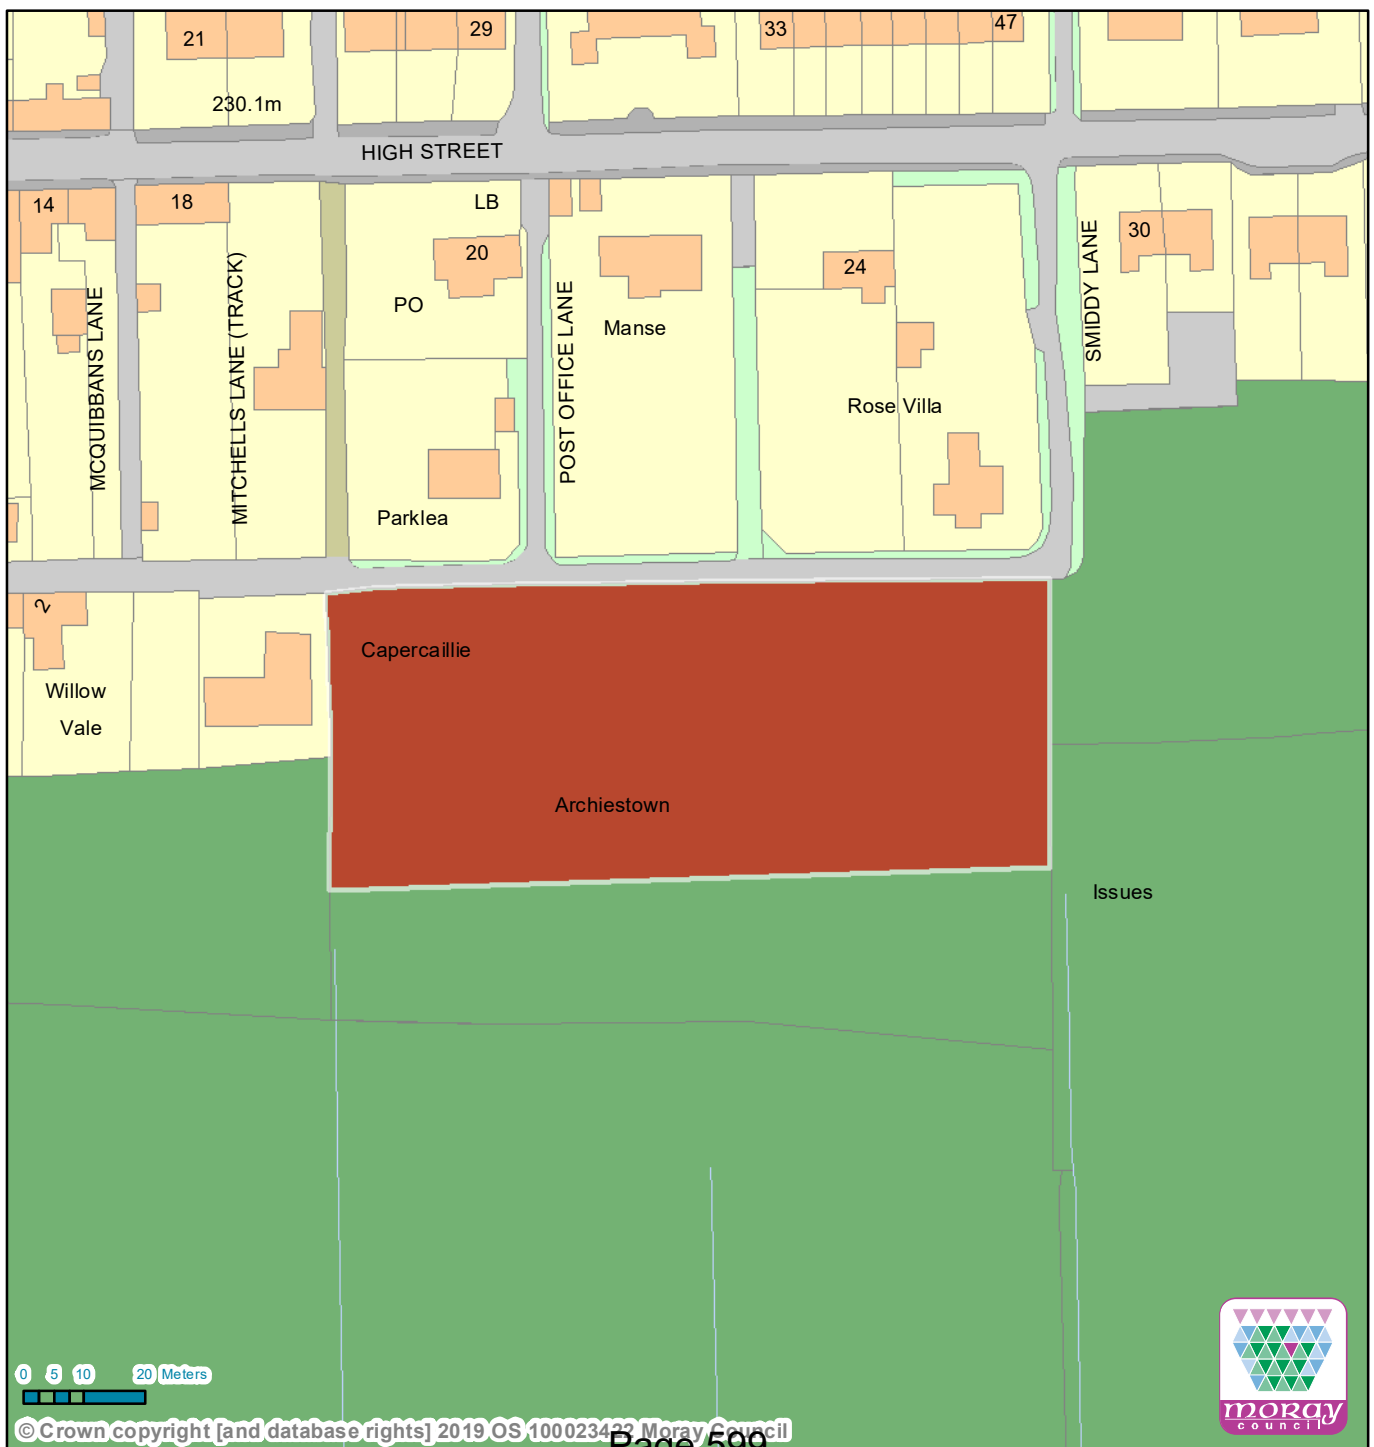 21
29
33
47
230.1m
HIGH STREET
14
18
LB
20
PO
24
30
Manse
MCQUIBBANS LANE
MITCHELLS LANE (TRACK)
POST OFFICE LANE
SMIDDY LANE
Rose Villa
Parklea
2
Willow
Vale
Capercaillie
Archiestown
Issues
0 5 10 20 Meters
moray
council
© Crown copyright [and database rights] 2019 OS 100023422 Moray Council
Page 599